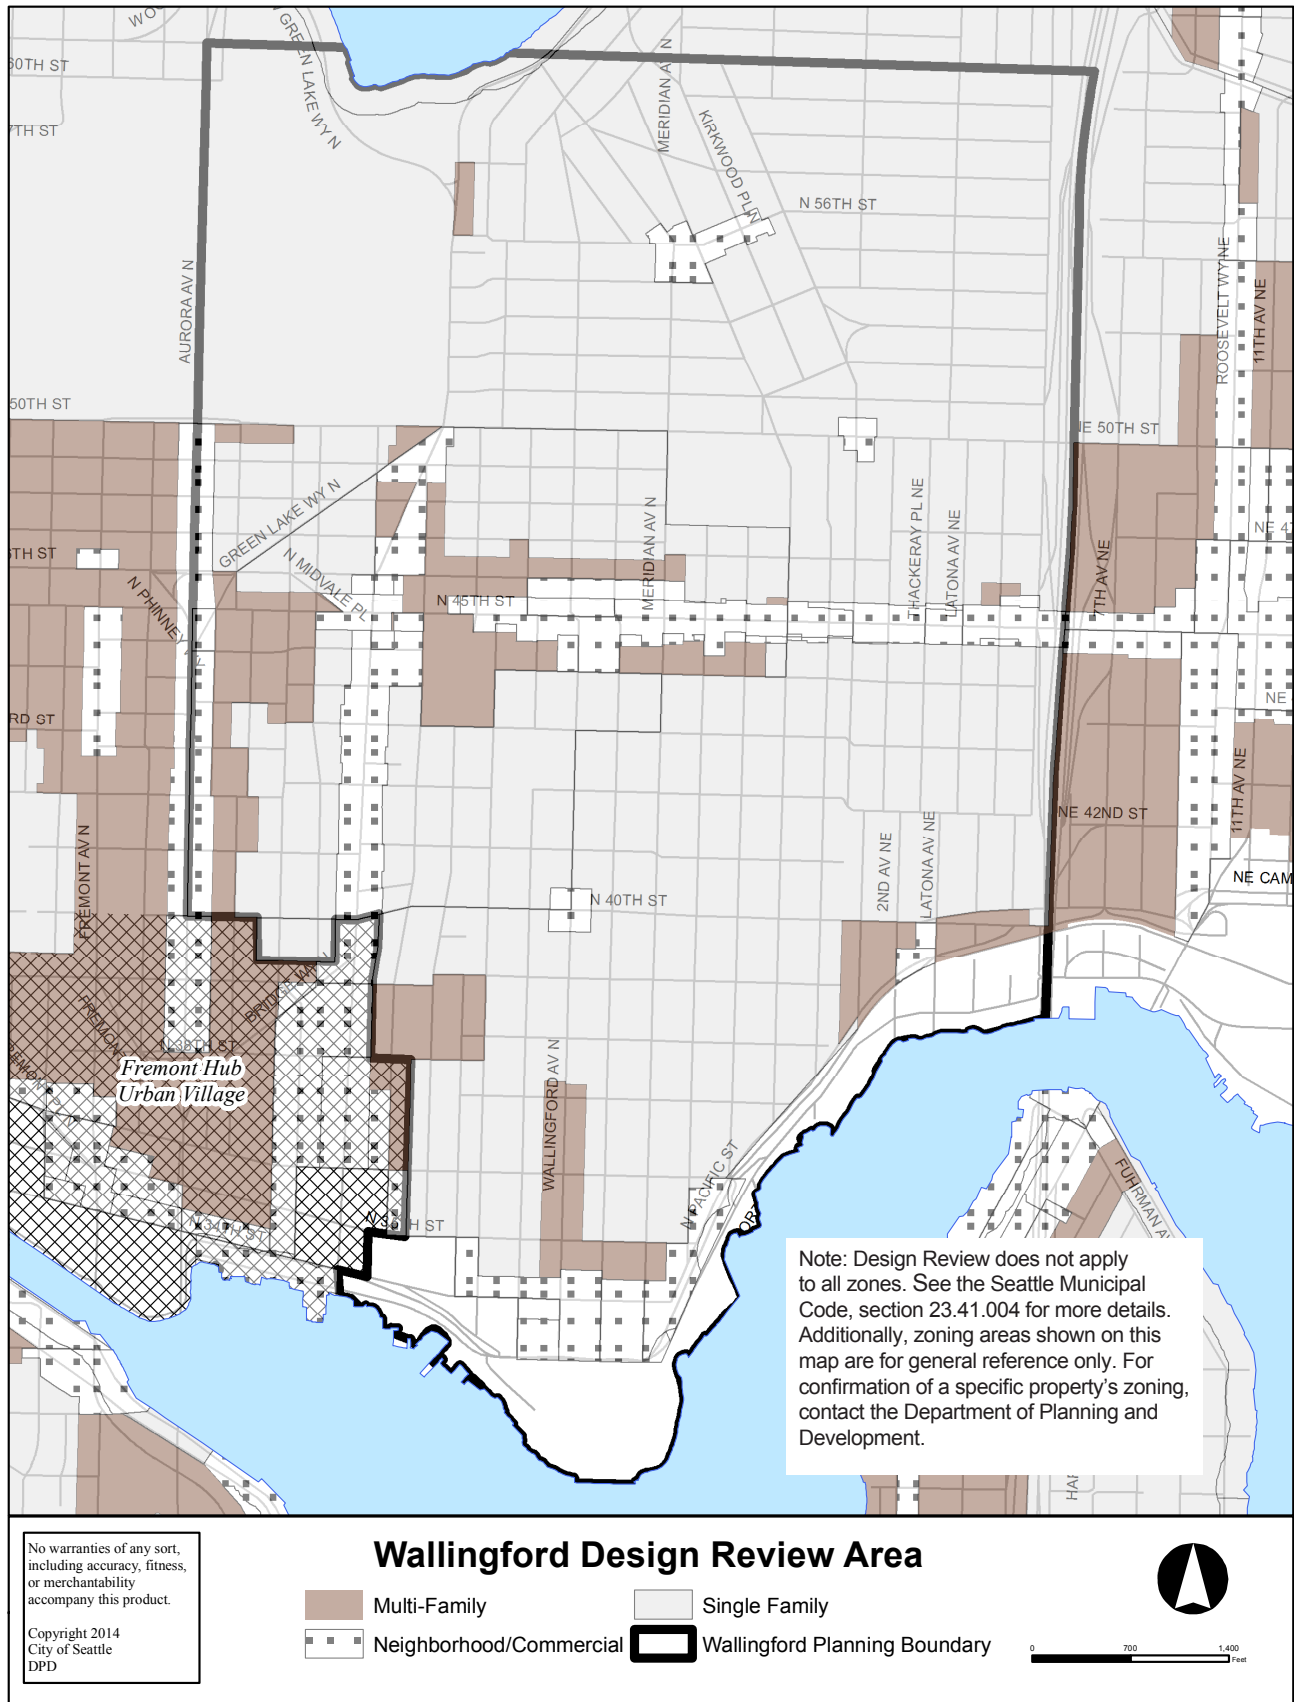 GREEN LAKE WY N
60TH ST
7TH ST
MERIDIAN AV N
KIRKWOOD PL N
N 56TH ST
AURORA AV N
ROOSEVELT WY NE
11TH AV NE
50TH ST
NE 50TH ST
GREEN LAKE WY N
N MIDVALE PL
N PHINNEY
MERIDIAN AV N
THACKERAY PL NE
LATONA AV NE
7TH AV NE
NE 47
N 45TH ST
RD ST
NE
NE 42ND ST
11TH AV NE
FREMONT AV N
2ND AV NE
LATONA AV NE
NE CAM
N 40TH ST
BRIDGE WAY
N 38TH ST
Fremont Hub
Urban Village
WALLINGFORD AV N
N PACIFIC ST
FUHRMAN AV
N 34TH ST
Note: Design Review does not apply
to all zones. See the Seattle Municipal
Code, section 23.41.004 for more details.
Additionally, zoning areas shown on this
map are for general reference only. For
confirmation of a specific property's zoning,
contact the Department of Planning and
Development.
No warranties of any sort,
including accuracy, fitness,
or merchantability
accompany this product.
Copyright 2014
City of Seattle
DPD
Wallingford Design Review Area
Multi-Family
Single Family
Neighborhood/Commercial
Wallingford Planning Boundary
0 700 1,400
Feet